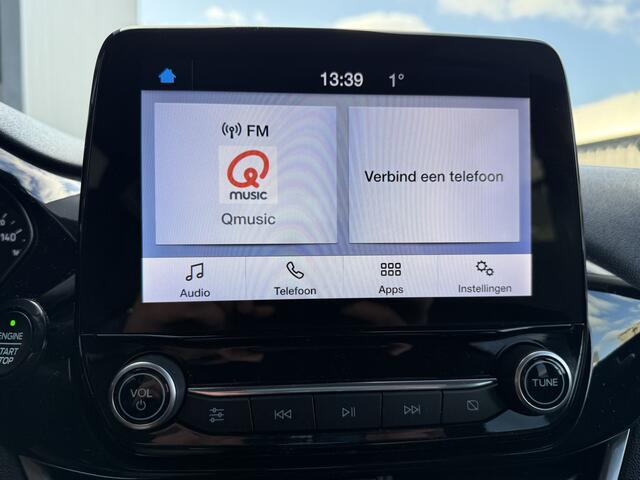 13:39 1°
FM
Q
MUSIC
Qmusic
Verbind een telefoon
Audio
Telefoon
Apps
Instellingen
140
ENGINE
START
STOP
VOL
TUNE